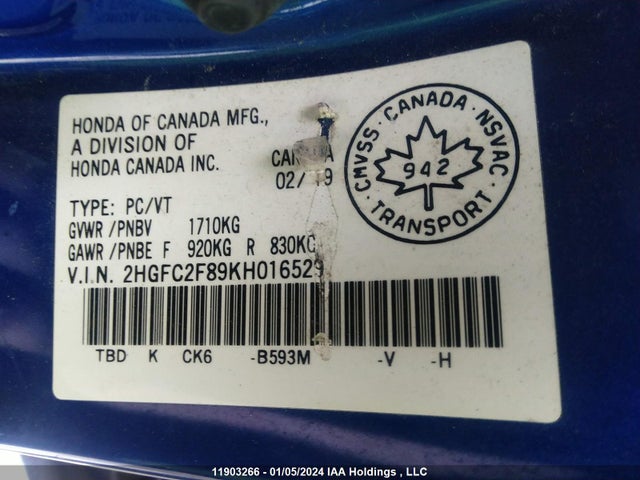 HONDA OF CANADA MFG.,
A DIVISION OF
HONDA CANADA INC.
02/19
TYPE: PC/VT
GVWR/PNBV 1710KG
GAWR/PNBE F 920KG R 830KG
V.I.N. 2HGFC2F89KH016529
TBD K CK6 -B593M -V -H
CMVSS · CANADA · NSVAC ·
942
TRANSPORT
11903266 - 01/05/2024 IAA Holdings , LLC